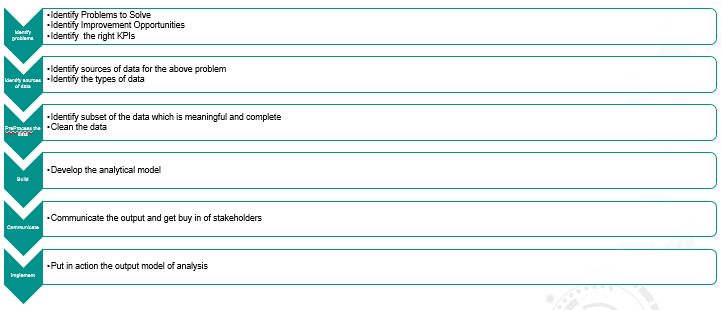 Identify
problems
•Identify Problems to Solve
•Identify Improvement Opportunities
•Identify  the right KPIs
Identify sources
of data
•Identify sources of data for the above problem
•Identify the types of data
PreProcess the
data
•Identify subset of the data which is meaningful and complete
•Clean the data
Build
•Develop the analytical model
Communicate
•Communicate the output and get buy in of stakeholders
Implement
•Put in action the output model of analysis